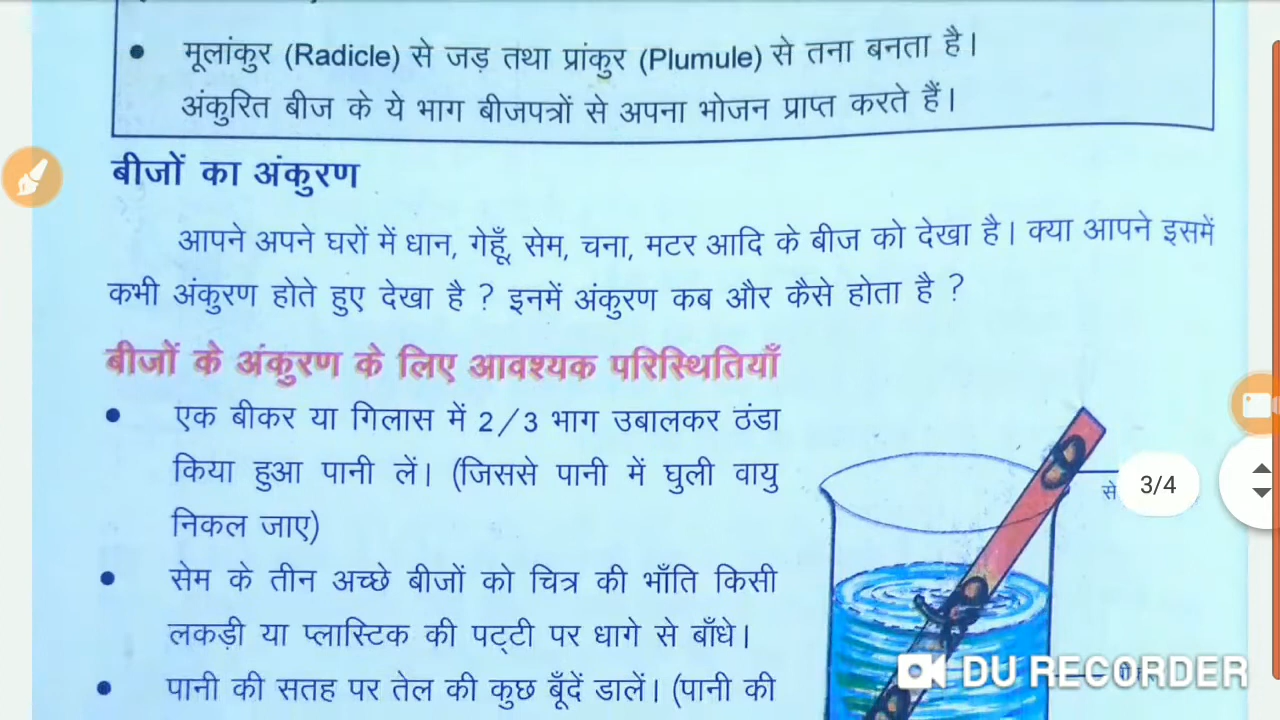 मूलांकुर (Radicle) से जड़ तथा प्रांकुर (Plumule) से तना बनता है।
अंकुरित बीज के ये भाग बीजपत्रों से अपना भोजन प्राप्त करते हैं।
बीजों का अंकुरण
आपने अपने घरों में धान, गेहूँ, सेम, चना, मटर आदि के बीज को देखा है। क्या आपने इसमें
कभी अंकुरण होते हुए देखा है ? इनमें अंकुरण कब और कैसे होता है ?
बीजों के अंकुरण के लिए आवश्यक परिस्थितियाँ
एक बीकर या गिलास में 2/3 भाग उबालकर ठंडा
किया हुआ पानी लें। (जिससे पानी में घुली वायु
निकल जाए)
सेम के तीन अच्छे बीजों को चित्र की भाँति किसी
लकड़ी या प्लास्टिक की पट्टी पर धागे से बाँधे।
पानी की सतह पर तेल की कुछ बूँदें डालें। (पानी की
से
3/4
DU RECORDER